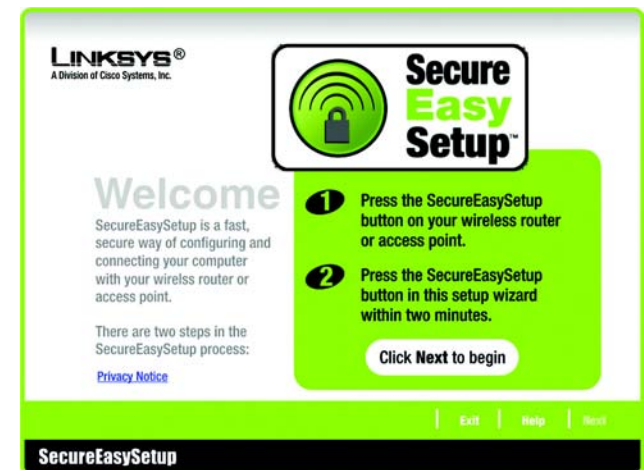 LINKSYS®
A Division of Cisco Systems, Inc.
Secure
Easy
Setup™
Welcome
SecureEasySetup is a fast,
secure way of configuring and
connecting your computer
with your wirelss router or
access point.
There are two steps in the
SecureEasySetup process:
Privacy Notice
1 Press the SecureEasySetup
button on your wireless router
or access point.
2 Press the SecureEasySetup
button in this setup wizard
within two minutes.
Click Next to begin
Exit Help Next
SecureEasySetup